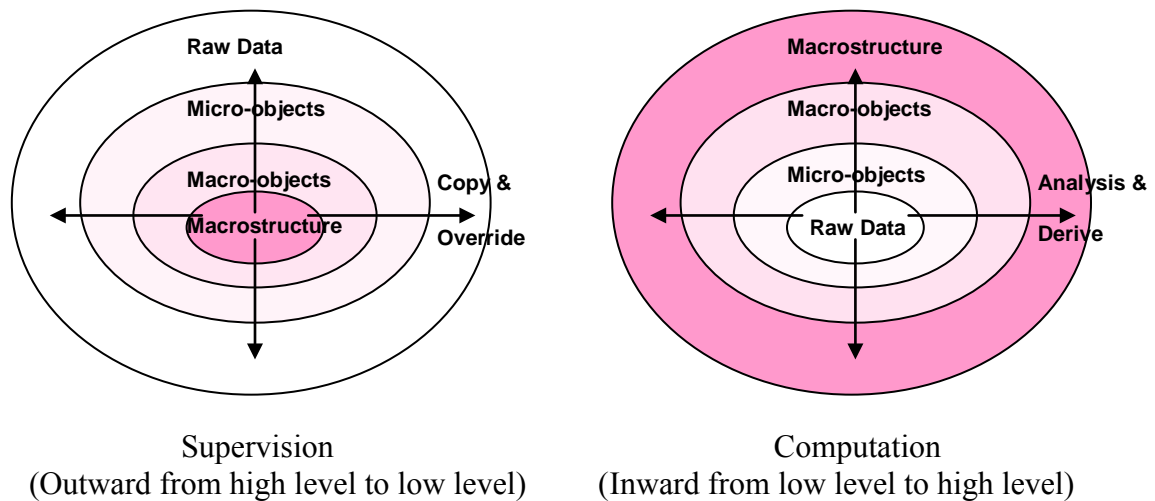 Raw Data
Micro-objects
Macro-objects
Macrostructure
Copy &
Override
Supervision
(Outward from high level to low level)
Macrostructure
Macro-objects
Micro-objects
Raw Data
Analysis &
Derive
Computation
(Inward from low level to high level)